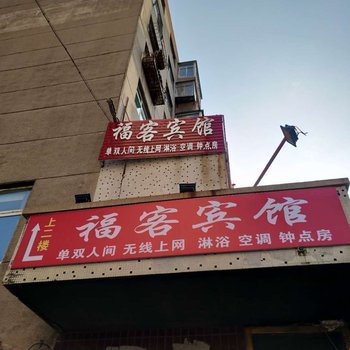 福客宾馆
单双人间 无线上网 淋浴 空调 钟点房
上二楼
福客宾馆
单双人间 无线上网 淋浴 空调 钟点房